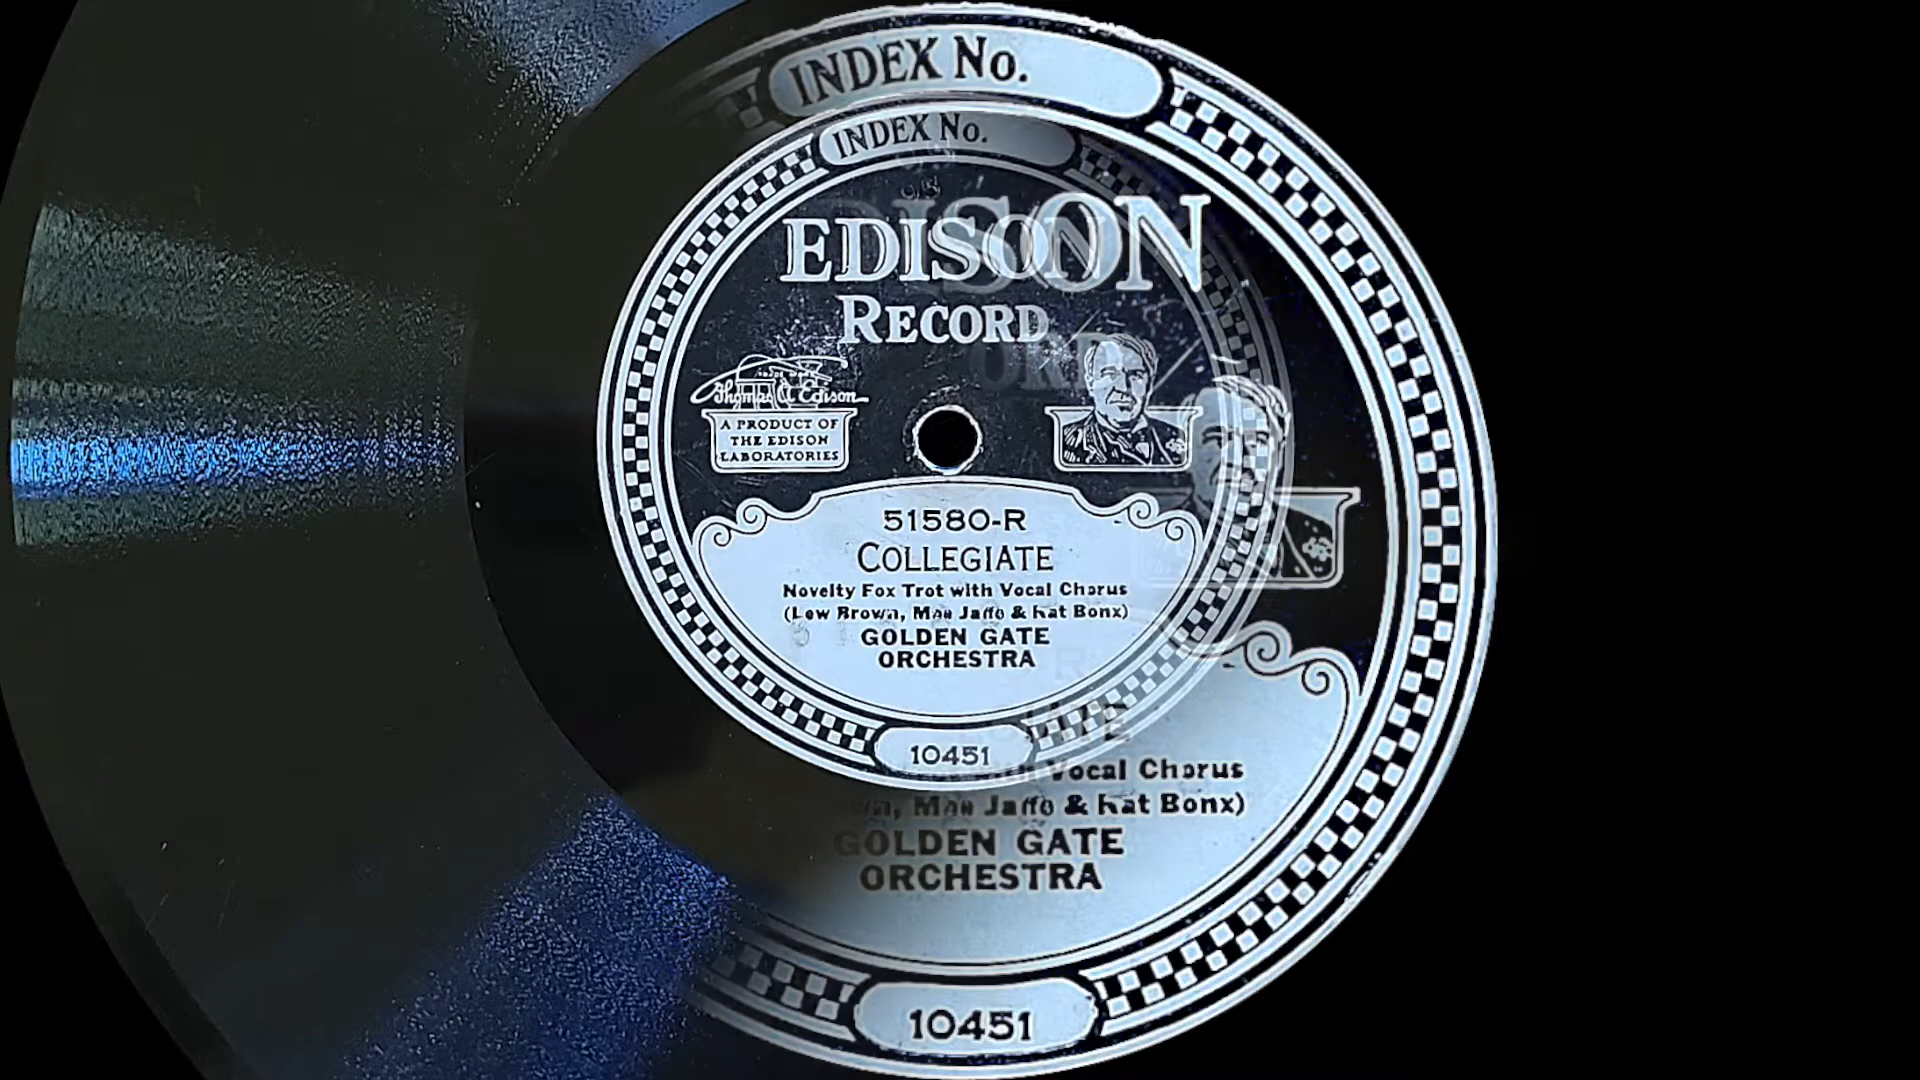 INDEX No.
INDEX No.
EDISON
RECORD
Thomas A Edison
A PRODUCT OF
THE EDISON
LABORATORIES
51580-R
COLLEGIATE
Novelty Fox Trot with Vocal Chorus
(Lew Brown, Moe Jaffe & Nat Bonx)
GOLDEN GATE
ORCHESTRA
10451
Vocal Chorus
& Nat Bonx)
GOLDEN GATE
ORCHESTRA
10451